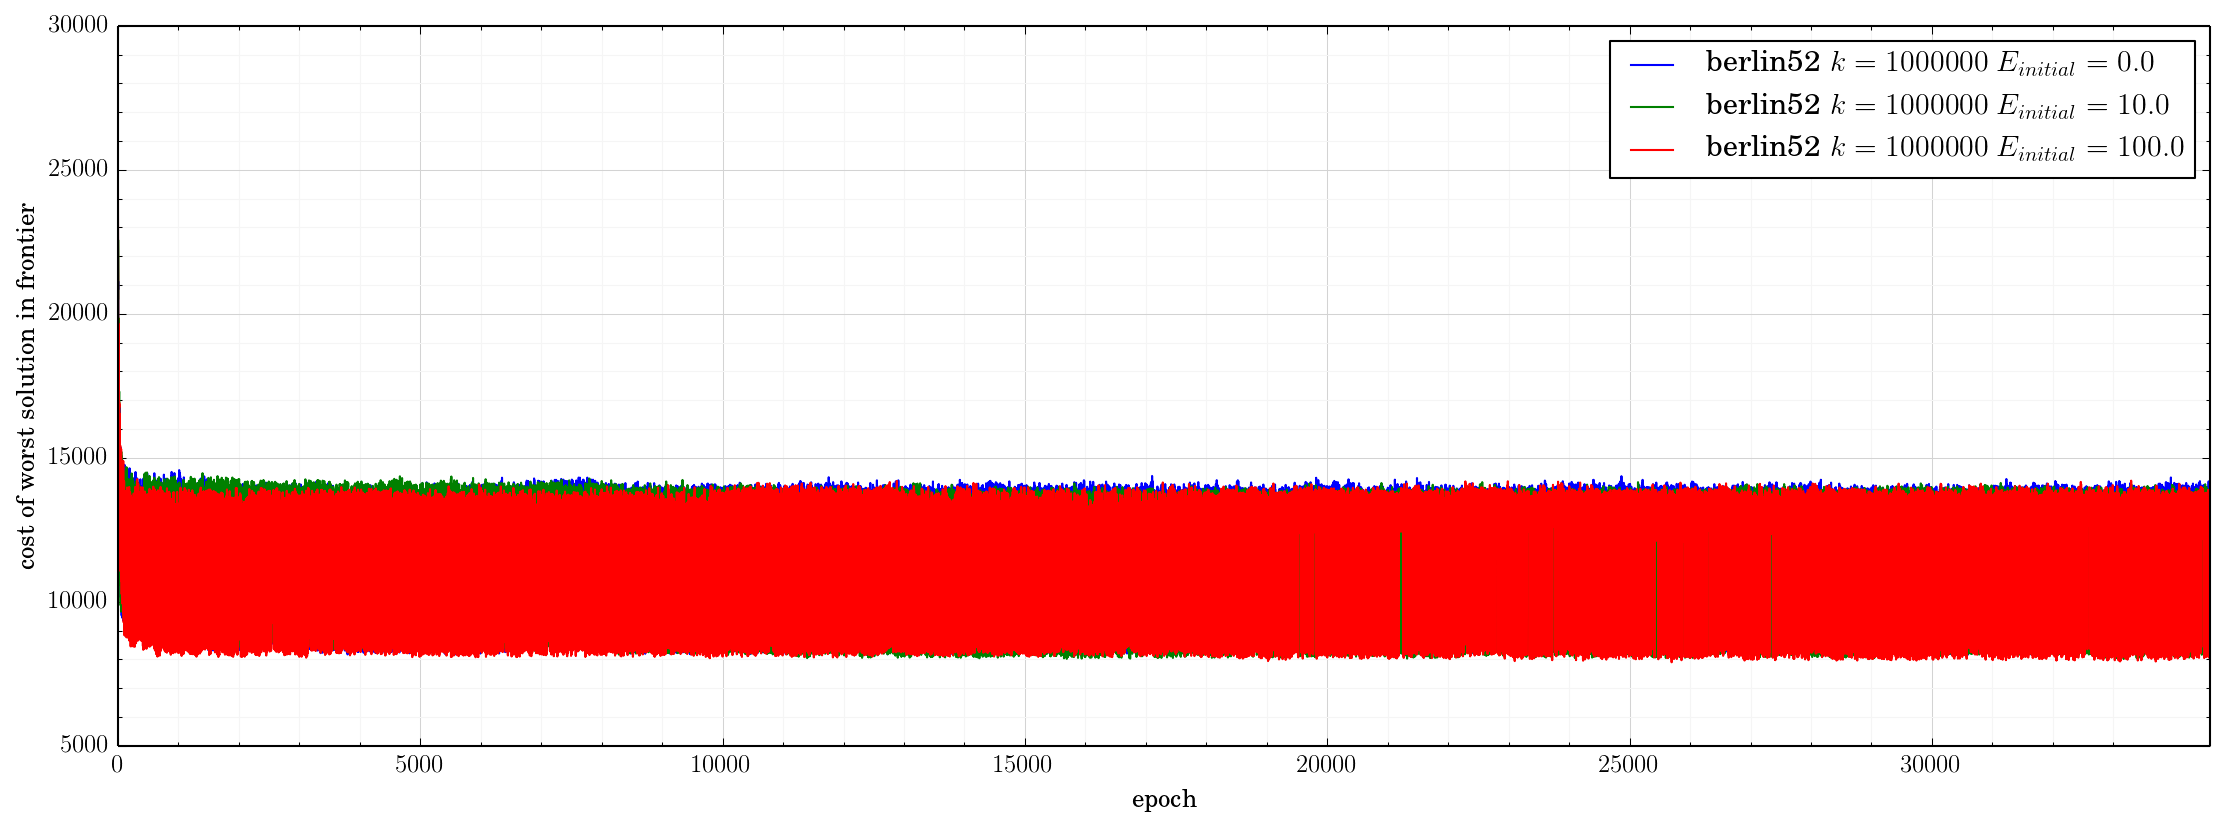 30000
25000
20000
15000
10000
5000
cost of worst solution in frontier
berlin52 k = 1000000 E_initial = 0.0
berlin52 k = 1000000 E_initial = 10.0
berlin52 k = 1000000 E_initial = 100.0
0 5000 10000 15000 20000 25000 30000
epoch